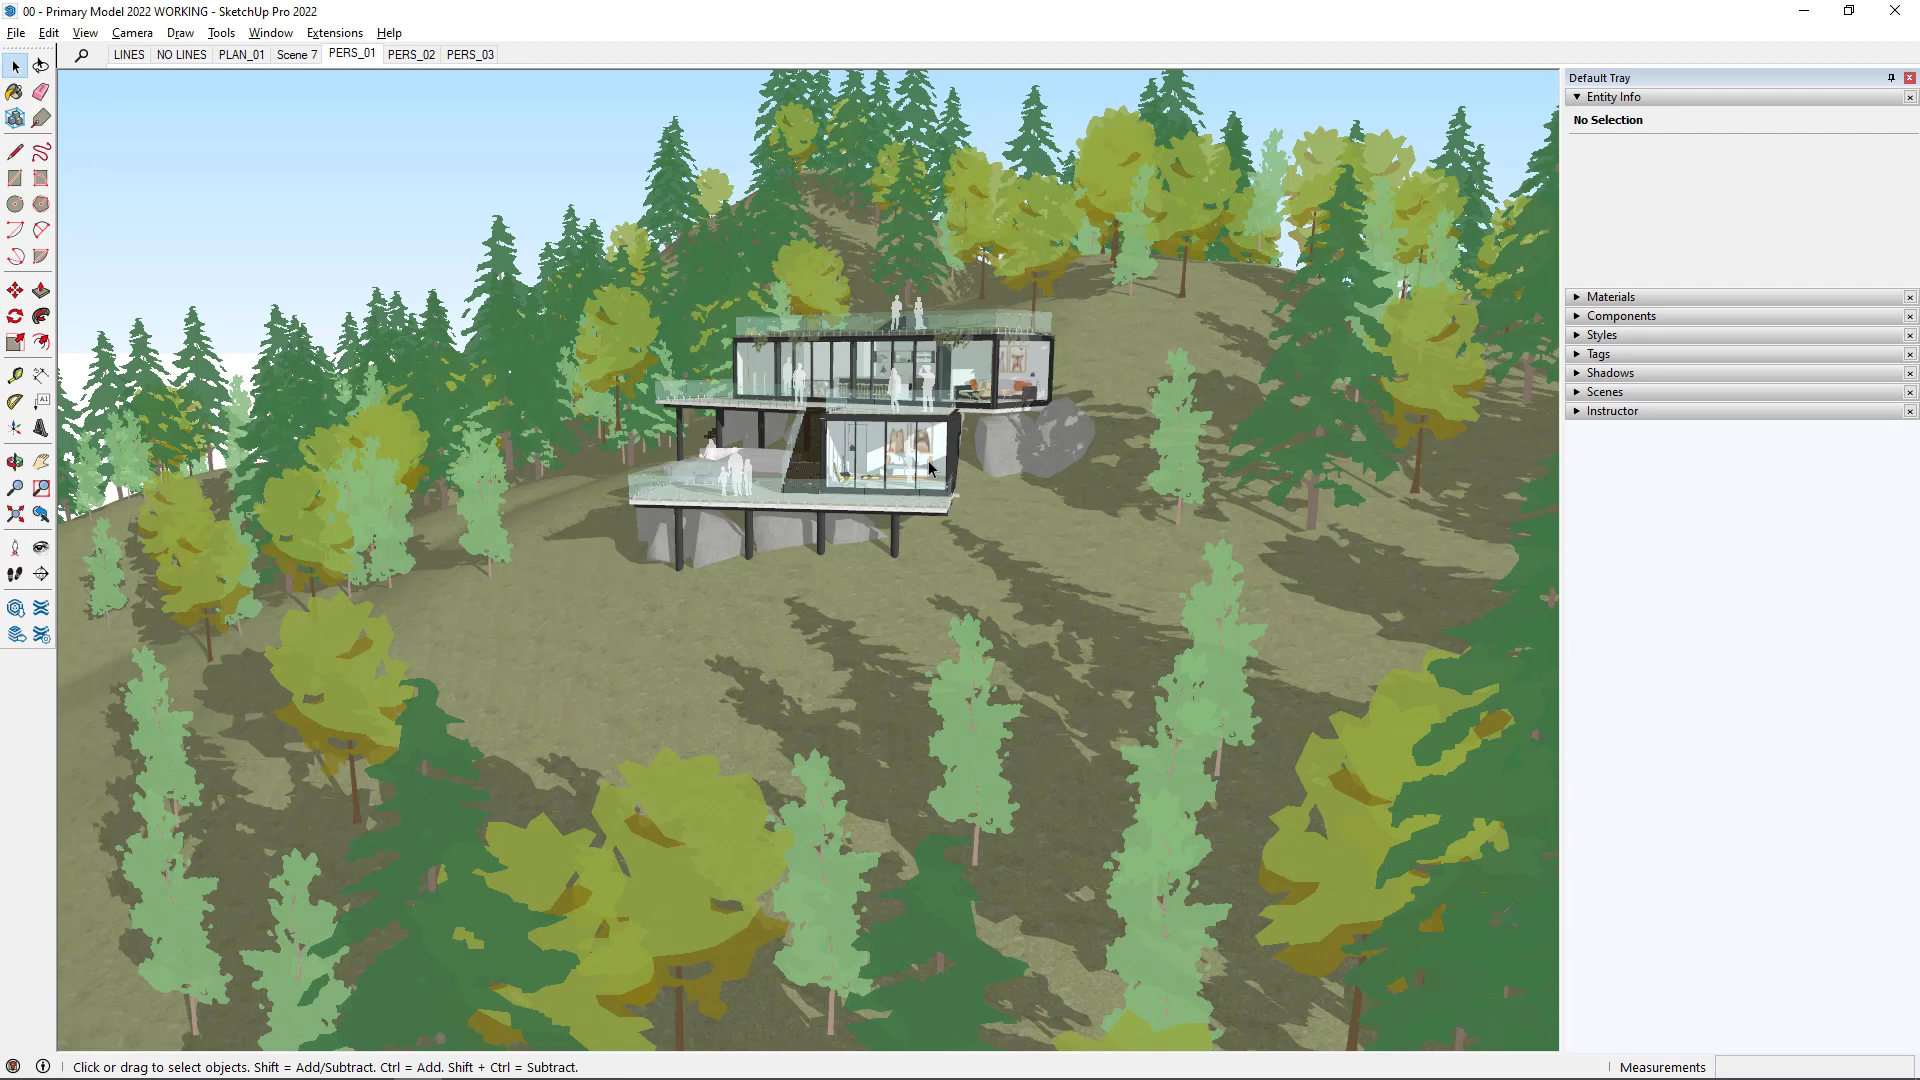 00 - Primary Model 2022 WORKING - SketchUp Pro 2022
File Edit View Camera Draw Tools Window Extensions Help
LINES NO LINES PLAN_01 Scene 7 PERS_01 PERS_02 PERS_03
Default Tray
Entity Info
No Selection
Materials
Components
Styles
Tags
Shadows
Scenes
Instructor
Click or drag to select objects. Shift = Add/Subtract. Ctrl = Add. Shift + Ctrl = Subtract.
Measurements